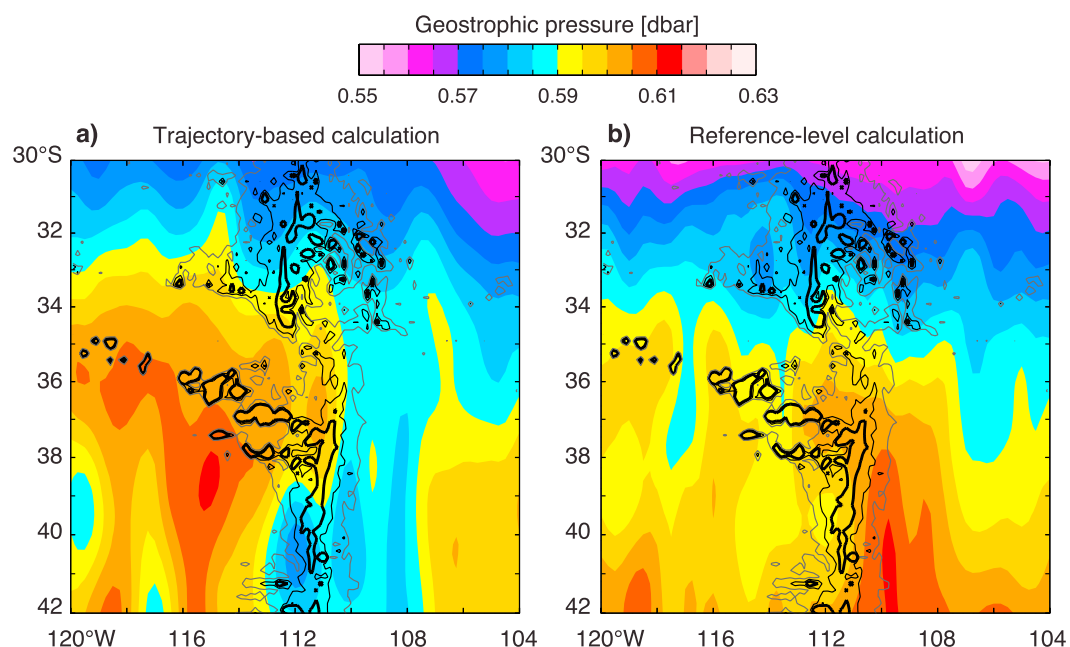 Geostrophic pressure [dbar]
0.55 0.57 0.59 0.61 0.63
a) Trajectory-based calculation b) Reference-level calculation
30°S 30°S
32 32
34 34
36 36
38 38
40 40
42 42
120°W 116 112 108 104 120°W 116 112 108 104